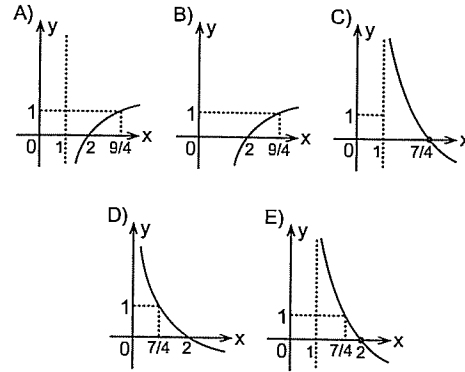 A) y 1 0 1 2 9/4 x
B) y 1 0 2 9/4 x
C) y 1 0 1 7/4 x
D) y 1 0 7/4 2 x
E) y 1 0 1 7/4 2 x